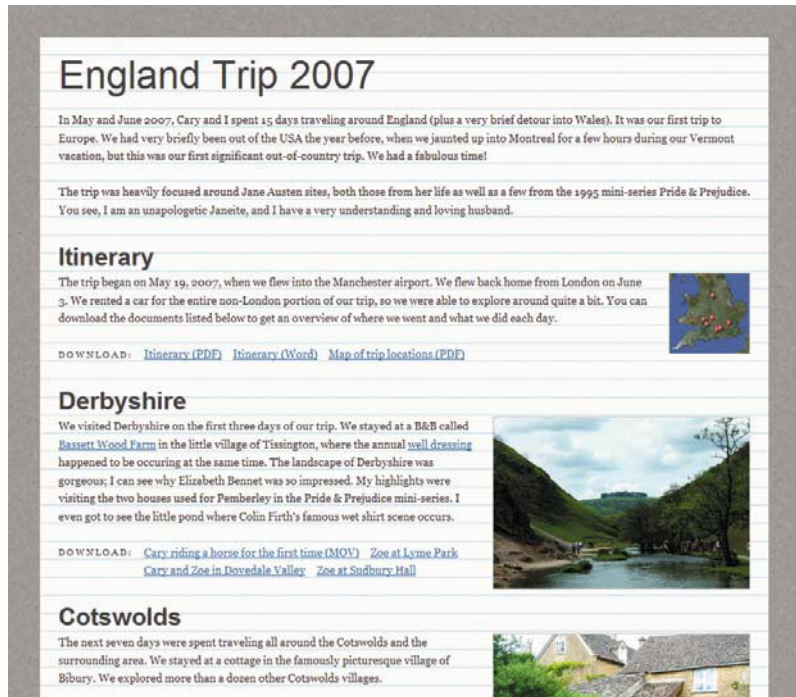 England Trip 2007
In May and June 2007, Cary and I spent 15 days traveling around England (plus a very brief detour into Wales). It was our first trip to
Europe. We had very briefly been out of the USA the year before, when we jaunted up into Montreal for a few hours during our Vermont
vacation, but this was our first significant out-of-country trip. We had a fabulous time!
The trip was heavily focused around Jane Austen sites, both those from her life as well as a few from the 1995 mini-series Pride & Prejudice.
You see, I am an unapologetic Janeite, and I have a very understanding and loving husband.
Itinerary
The trip began on May 19, 2007, when we flew into the Manchester airport. We flew back home from London on June
3. We rented a car for the entire non-London portion of our trip, so we were able to explore around quite a bit. You can
download the documents listed below to get an overview of where we went and what we did each day.
DOWNLOAD: Itinerary (PDF) Itinerary (Word) Map of trip locations (PDF)
Derbyshire
We visited Derbyshire on the first three days of our trip. We stayed at a B&B called
Bassett Wood Farm in the little village of Tissington, where the annual well dressing
happened to be occuring at the same time. The landscape of Derbyshire was
gorgeous; I can see why Elizabeth Bennet was so impressed. My highlights were
visiting the two houses used for Pemberley in the Pride & Prejudice mini-series. I
even got to see the little pond where Colin Firth's famous wet shirt scene occurs.
DOWNLOAD: Cary riding a horse for the first time (MOV) Zoe at Lyme Park
Cary and Zoe in Dovedale Valley Zoe at Sudbury Hall
Cotswolds
The next seven days were spent traveling all around the Cotswolds and the
surrounding area. We stayed at a cottage in the famously picturesque village of
Bibury. We explored more than a dozen other Cotswolds villages.